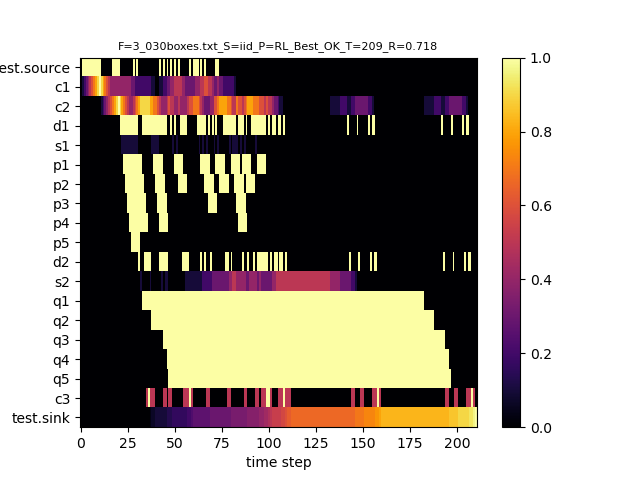 F=3_030boxes.txt_S=iid_P=RL_Best_OK_T=209_R=0.718
est.source
c1
c2
d1
s1
p1
p2
p3
p4
p5
d2
s2
q1
q2
q3
q4
q5
c3
test.sink
0 25 50 75 100 125 150 175 200
time step
1.0
0.8
0.6
0.4
0.2
0.0